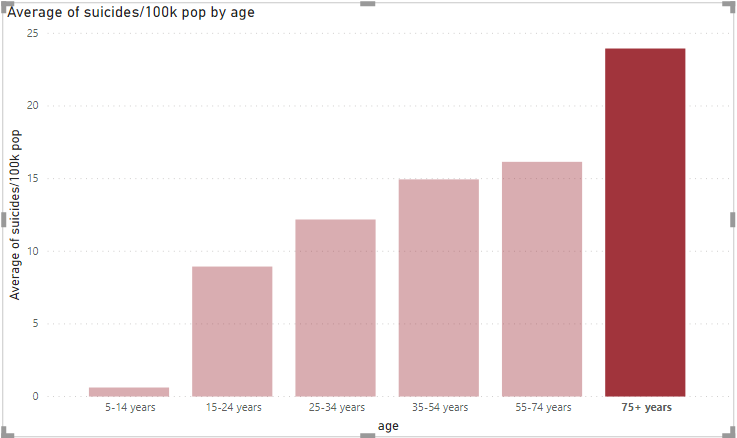 Average of suicides/100k pop by age
25
20
15
10
5
0
Average of suicides/100k pop
5-14 years
15-24 years
25-34 years
35-54 years
55-74 years
75+ years
age